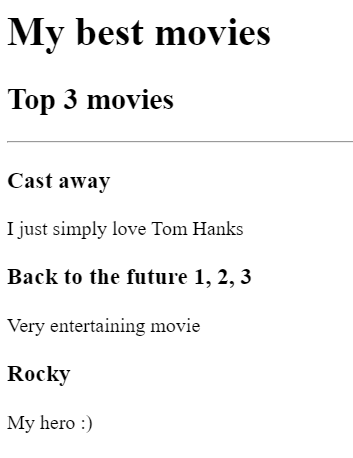 My best movies
Top 3 movies
Cast away
I just simply love Tom Hanks
Back to the future 1, 2, 3
Very entertaining movie
Rocky
My hero :)